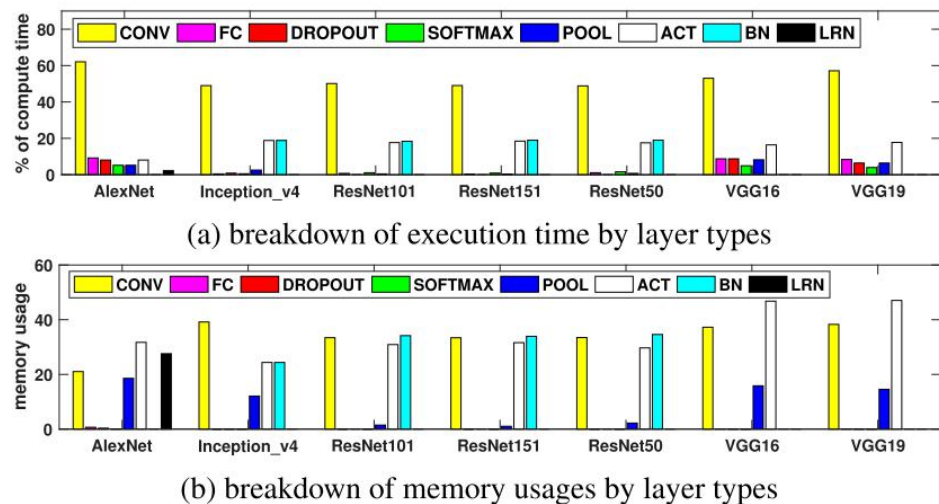 80
CONV FC DROPOUT SOFTMAX POOL ACT BN LRN
60
40
20
0
% of compute time
AlexNet Inception_v4 ResNet101 ResNet151 ResNet50 VGG16 VGG19
(a) breakdown of execution time by layer types
60
CONV FC DROPOUT SOFTMAX POOL ACT BN LRN
40
20
0
memory usage
AlexNet Inception_v4 ResNet101 ResNet151 ResNet50 VGG16 VGG19
(b) breakdown of memory usages by layer types